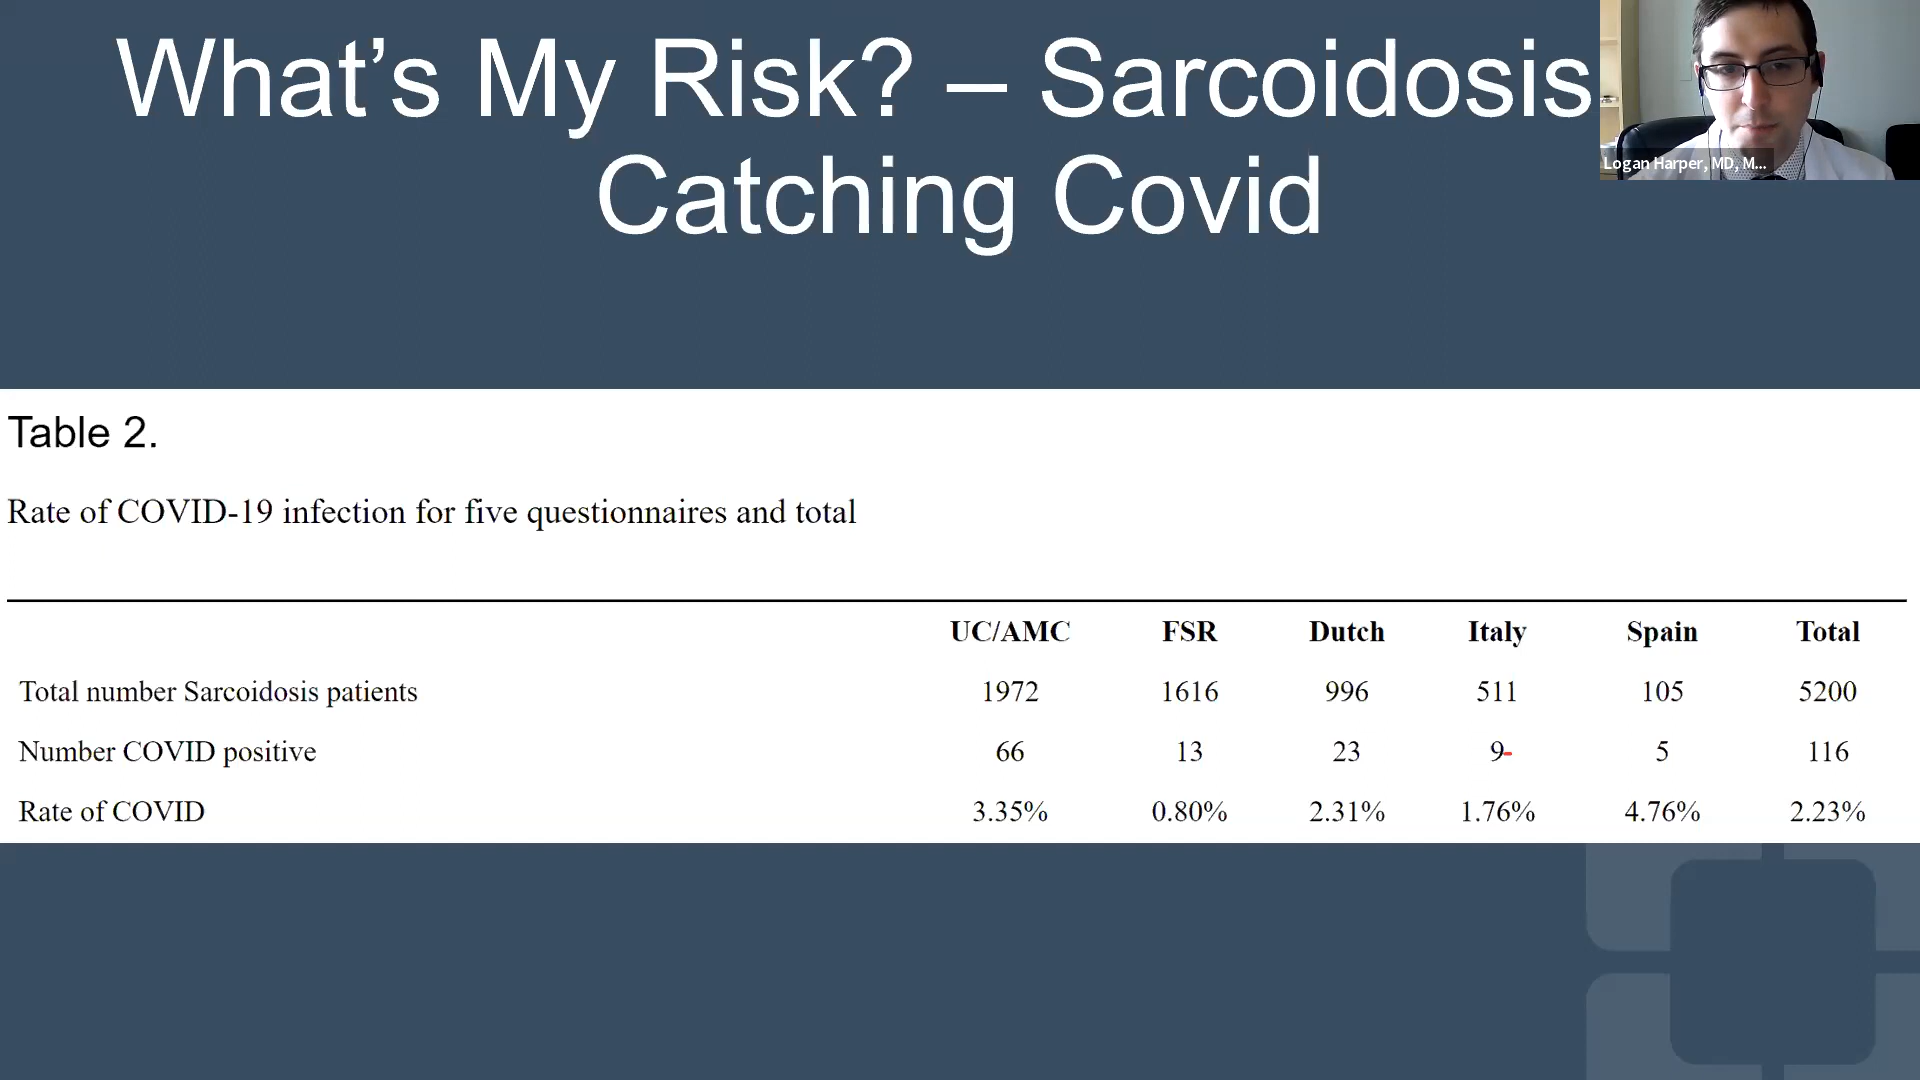 What's My Risk? – Sarcoidosis
Catching Covid
Logan Harper, MD, M...
Table 2.
Rate of COVID-19 infection for five questionnaires and total
UC/AMC FSR Dutch Italy Spain Total
Total number Sarcoidosis patients 1972 1616 996 511 105 5200
Number COVID positive 66 13 23 9 5 116
Rate of COVID 3.35% 0.80% 2.31% 1.76% 4.76% 2.23%